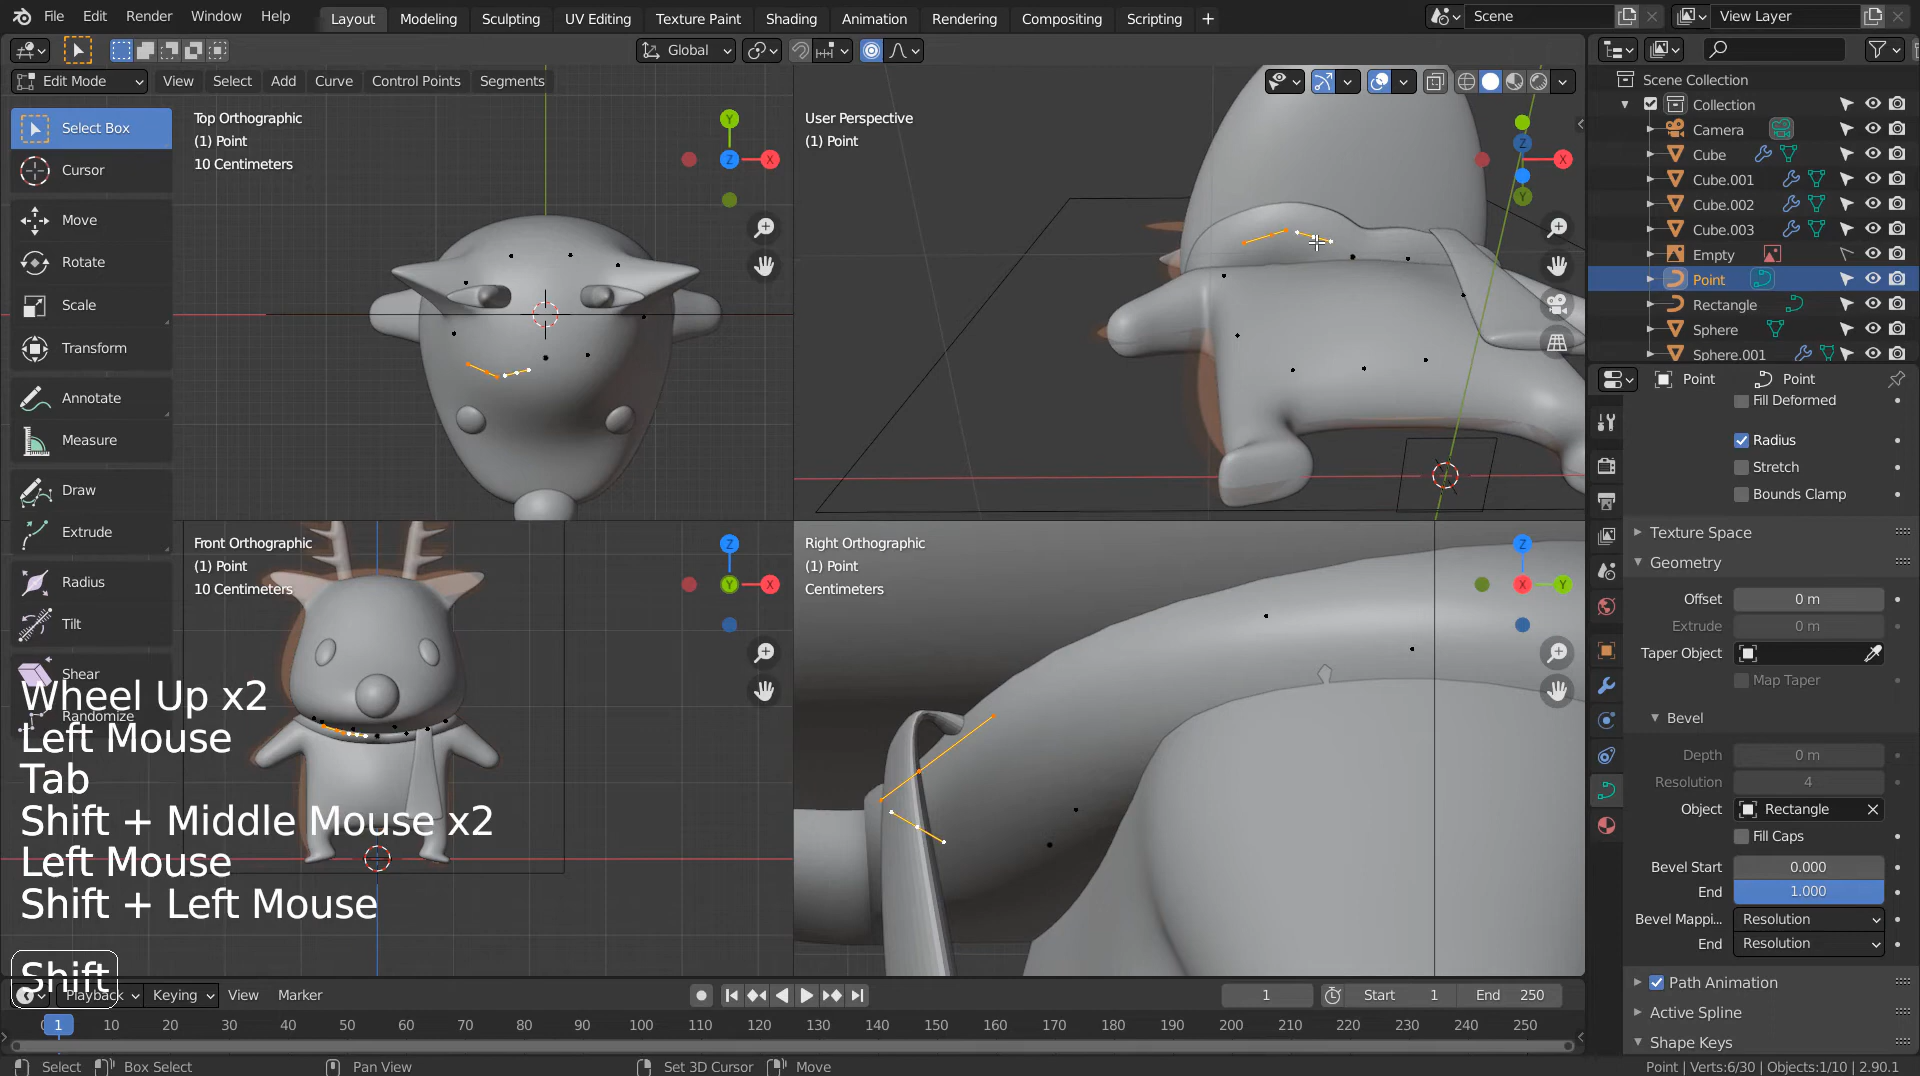 File Edit Render Window Help Layout Modeling Sculpting UV Editing Texture Paint Shading Animation Rendering Compositing Scripting + Scene View Layer
Global
Edit Mode View Select Add Curve Control Points Segments
Select Box
Cursor
Move
Rotate
Scale
Transform
Annotate
Measure
Draw
Extrude
Radius
Tilt
Shear
Randomize
Top Orthographic
(1) Point
10 Centimeters
Y
Z
X
User Perspective
(1) Point
Z
X
Y
Front Orthographic
(1) Point
10 Centimeters
Z
Y
X
Right Orthographic
(1) Point
Centimeters
Z
X
Y
Wheel Up x2
Left Mouse
Tab
Shift + Middle Mouse x2
Left Mouse
Shift + Left Mouse
Shift
Scene Collection
Collection
Camera
Cube
Cube.001
Cube.002
Cube.003
Empty
Point
Rectangle
Sphere
Sphere.001
Point Point
Fill Deformed
Radius
Stretch
Bounds Clamp
Texture Space
Geometry
Offset 0 m
Extrude 0 m
Taper Object
Map Taper
Bevel
Depth 0 m
Resolution 4
Object Rectangle
Fill Caps
Bevel Start 0.000
End 1.000
Bevel Mappi... Resolution
End Resolution
Path Animation
Active Spline
Shape Keys
Playback Keying View Marker 1 Start 1 End 250
1 10 20 30 40 50 60 70 80 90 100 110 120 130 140 150 160 170 180 190 200 210 220 230 240 250
Select Box Select Pan View Set 3D Cursor Move Point | Verts:6/30 | Objects:1/10 | 2.90.1